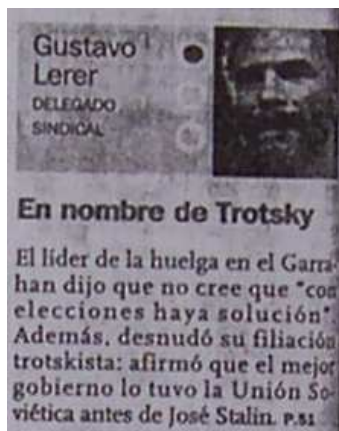 Gustavo
Lerer
DELEGADO
SINDICAL
En nombre de Trotsky
El líder de la huelga en el Garra-
han dijo que no cree que "con
elecciones haya solución".
Además, desnudó su filiación
trotskista: afirmó que el mejor
gobierno lo tuvo la Unión So-
viética antes de José Stalin. P.51